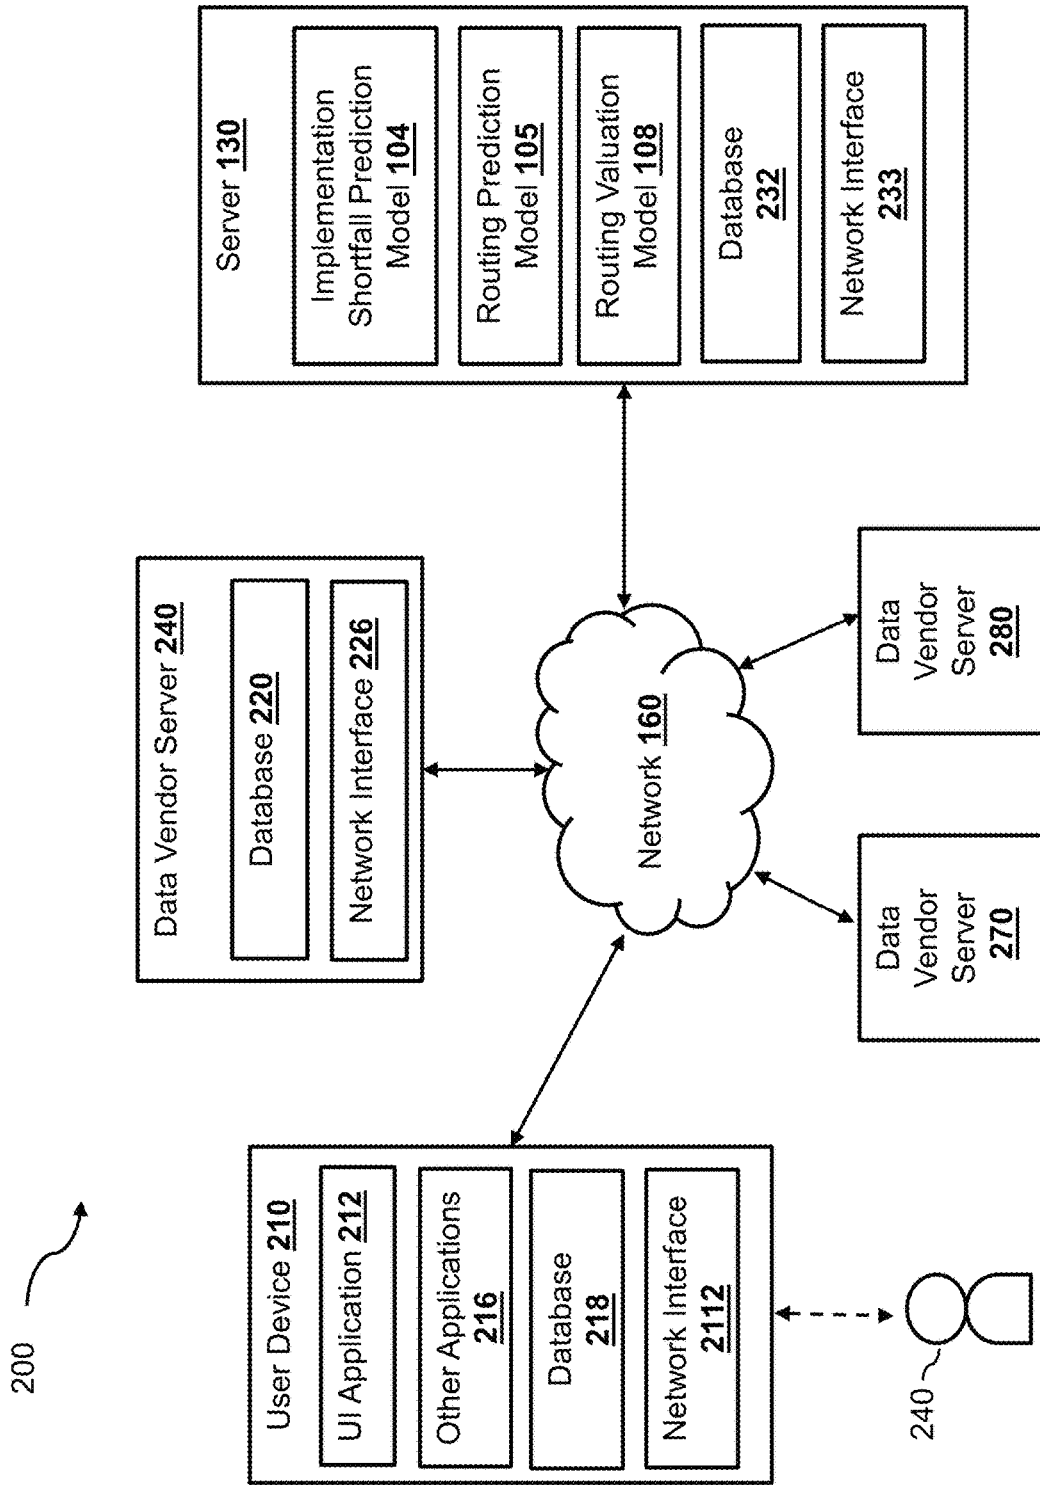 200
User Device 210
UI Application 212
Other Applications
216
Database
218
Network Interface
2112
240
Data Vendor Server 240
Database 220
Network Interface 226
Network 160
Data
Vendor
Server
270
Data
Vendor
Server
280
Server 130
Implementation
Shortfall Prediction
Model 104
Routing Prediction
Model 105
Routing Valuation
Model 108
Database
232
Network Interface
233